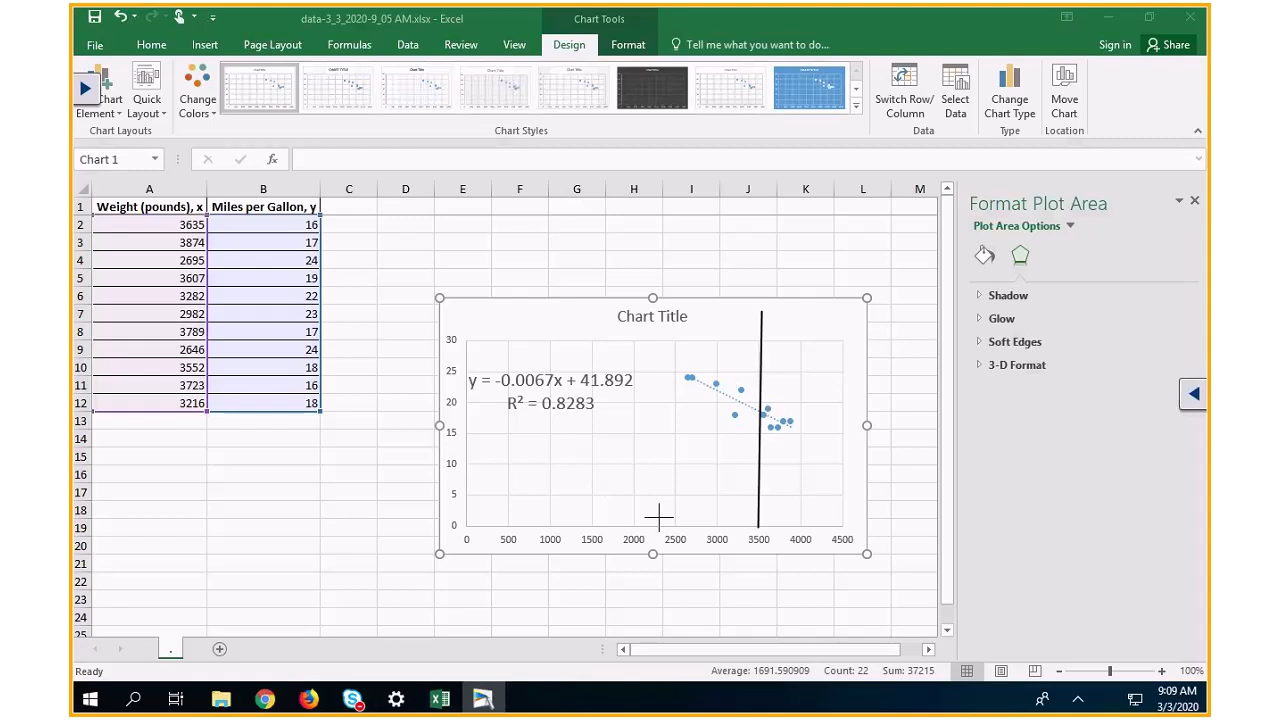 data-3_3_2020-9_05 AM.xlsx - Excel
Chart Tools
File Home Insert Page Layout Formulas Data Review View Design Format Tell me what you want to do... Sign in Share
Chart Element Quick Layout Change Colors Switch Row/ Column Select Data Change Chart Type Move Chart
Chart Layouts Chart Styles Data Type Location
Chart 1 fx
A B C D E F G H I J K L M
1 Weight (pounds), x Miles per Gallon, y
2 3635 16
3 3874 17
4 2695 24
5 3607 19
6 3282 22
7 2982 23
8 3789 17
9 2646 24
10 3552 18
11 3723 16
12 3216 18
13
14
15
16
17
18
19
20
21
22
23
24
25
Chart Title
30
25
20
15
10
5
0
y = -0.0067x + 41.892
R² = 0.8283
0 500 1000 1500 2000 2500 3000 3500 4000 4500
Format Plot Area
Plot Area Options
Shadow
Glow
Soft Edges
3-D Format
.
Ready Average: 1691.590909 Count: 22 Sum: 37215 100%
9:09 AM
3/3/2020